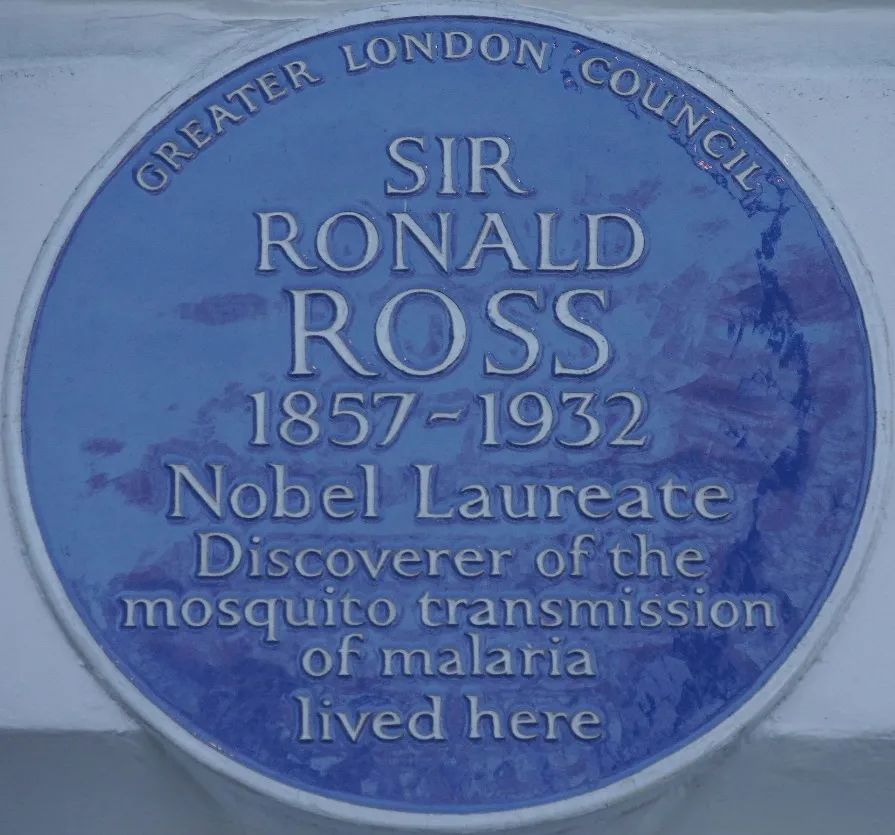 GREATER LONDON COUNCIL
SIR
RONALD
ROSS
1857-1932
Nobel Laureate
Discoverer of the
mosquito transmission
of malaria
lived here